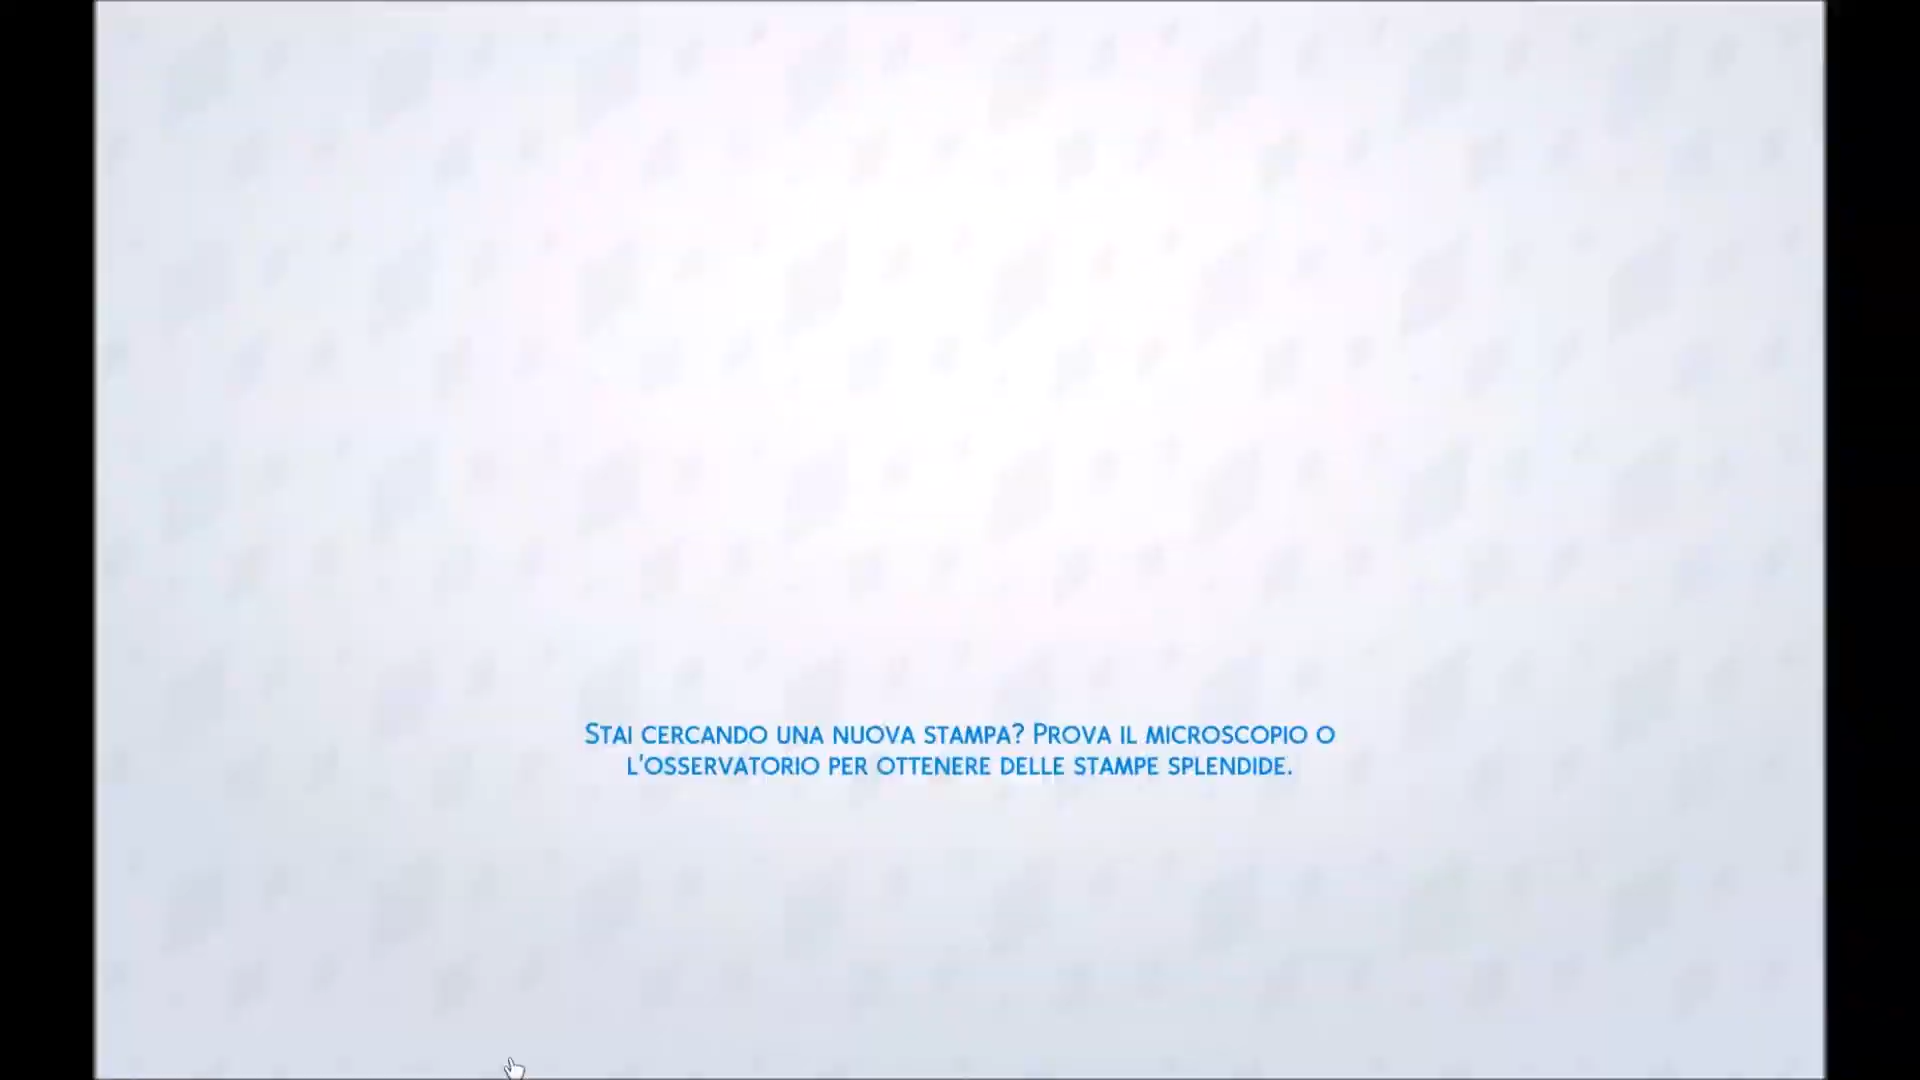 Stai cercando una nuova stampa? Prova il microscopio o
l'osservatorio per ottenere delle stampe splendide.